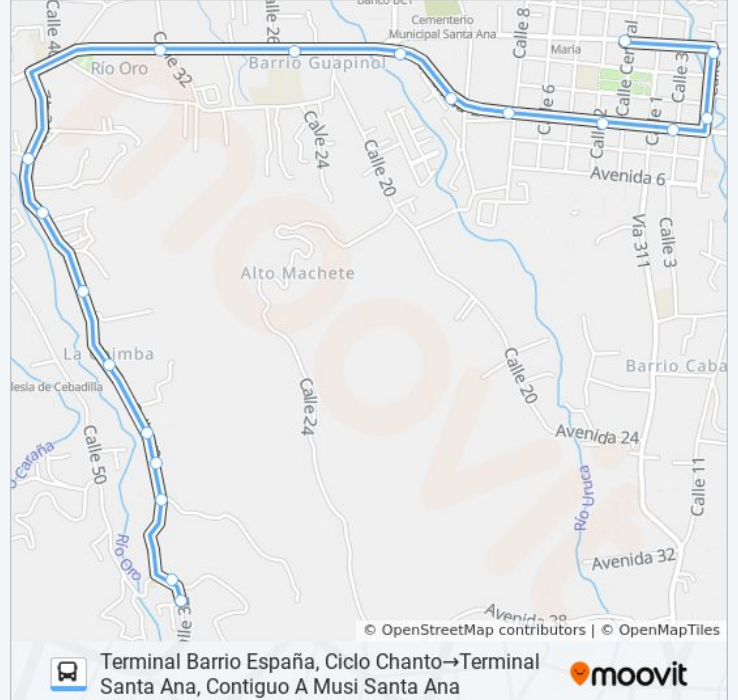 Banco BCT
Calle 4
Calle 26
Cementerio
Municipal Santa Ana
Calle 8
María
Calle Central
Calle 3
Río Oro
Calle 32
Barrio Guapinol
Calle 6
Calle 2
Calle 1
Calle 24
Calle 20
Avenida 6
Vía 311
Calle 3
Alto Machete
La Chimba
lesia de Cebadilla
Calle 50
Calle 24
Calle 20
Barrio Caba
Avenida 24
Río Uruca
Calle 11
Río Oro
Avenida 32
Avenida 28
moovit
© OpenStreetMap contributors | © OpenMapTiles
Terminal Barrio España, Ciclo Chanto→Terminal
Santa Ana, Contiguo A Musi Santa Ana
moovit